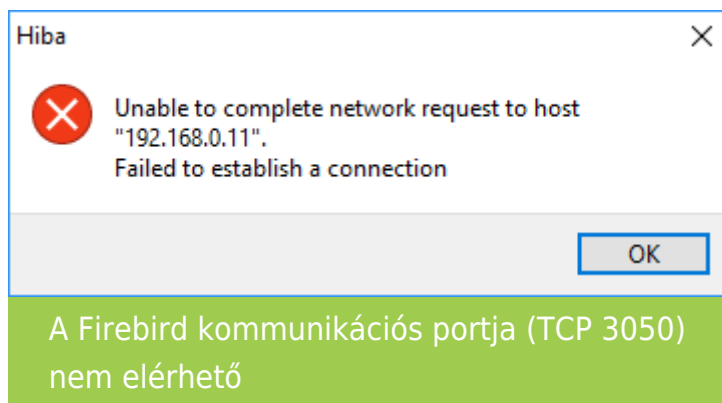 Hiba
Unable to complete network request to host
"192.168.0.11".
Failed to establish a connection
OK
A Firebird kommunikációs portja (TCP 3050)
nem elérhető